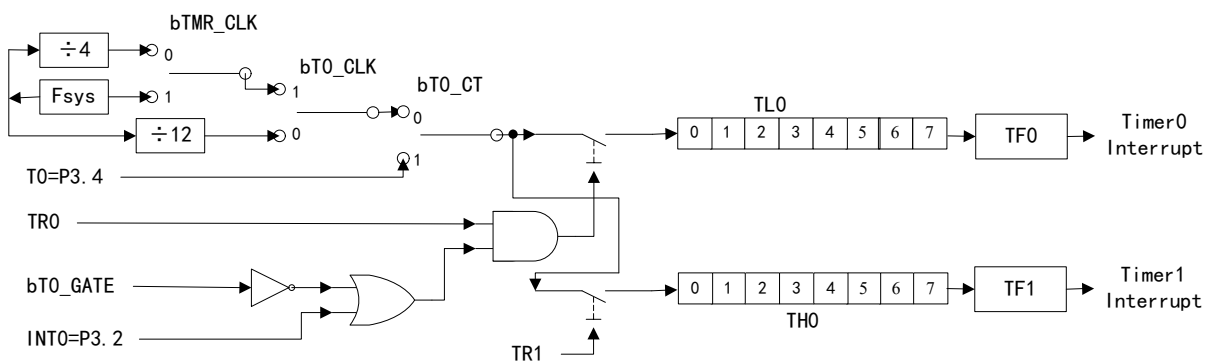 bTMR_CLK
÷4
0
bT0_CLK
bT0_CT
Fsys
1
1
0
TL0
÷12
0
0 1 2 3 4 5 6 7
TF0
Timer0
Interrupt
1
T0=P3.4
TR0
bT0_GATE
0 1 2 3 4 5 6 7
TF1
Timer1
Interrupt
TH0
INT0=P3.2
TR1